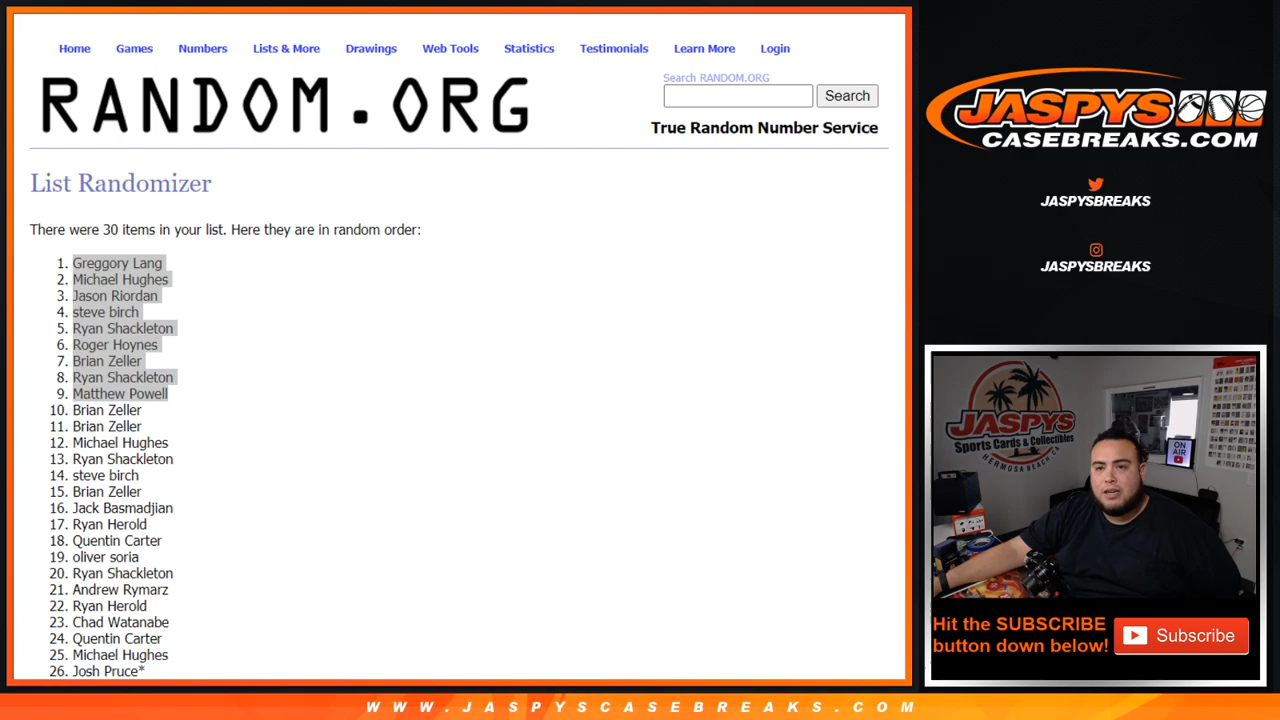 Home Games Numbers Lists & More Drawings Web Tools Statistics Testimonials Learn More Login
RANDOM.ORG
Search RANDOM.ORG
Search
True Random Number Service
List Randomizer
There were 30 items in your list. Here they are in random order:
1. Greggory Lang
2. Michael Hughes
3. Jason Riordan
4. steve birch
5. Ryan Shackleton
6. Roger Hoynes
7. Brian Zeller
8. Ryan Shackleton
9. Matthew Powell
10. Brian Zeller
11. Brian Zeller
12. Michael Hughes
13. Ryan Shackleton
14. steve birch
15. Brian Zeller
16. Jack Basmadjian
17. Ryan Herold
18. Quentin Carter
19. oliver soria
20. Ryan Shackleton
21. Andrew Rymarz
22. Ryan Herold
23. Chad Watanabe
24. Quentin Carter
25. Michael Hughes
26. Josh Pruce*
JASPYS
CASEBREAKS.COM
JASPYSBREAKS
JASPYSBREAKS
JASPYS
Sports Cards & Collectibles
HERMOSA BEACH, CA
ON
AIR
Hit the SUBSCRIBE
button down below!
Subscribe
WWW.JASPYSCASEBREAKS.COM